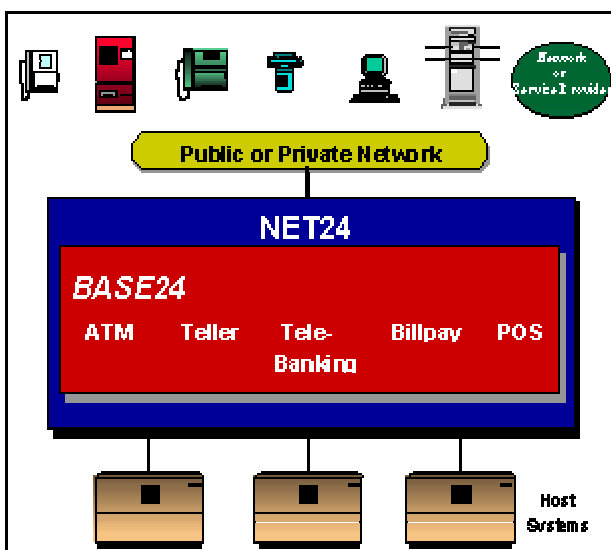 Network
or
Service Provider
Public or Private Network
NET24
BASE24
ATM Teller Tele- Billpay POS
Banking
Host
Systems